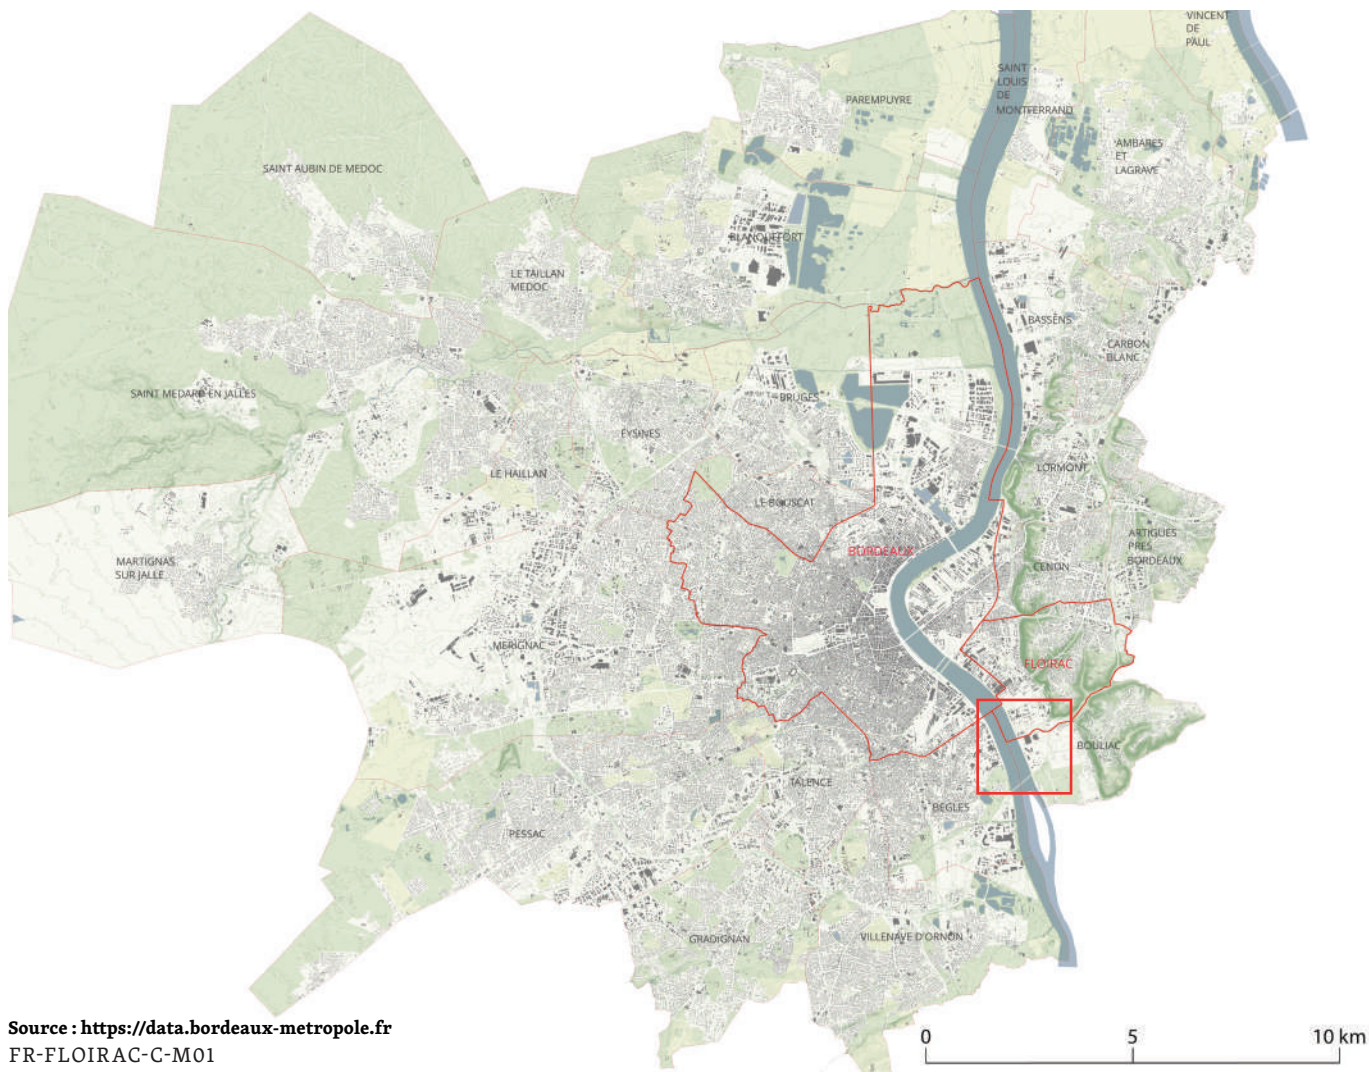 VINCENT
DE
PAUL
SAINT
LOUIS
DE
MONTFERRAND
PAREMPUYRE
AMBARES
ET
LAGRAVE
SAINT AUBIN DE MEDOC
BLANQUEFORT
LE TAILLAN
MEDOC
BASSENS
CARBON
BLANC
SAINT MEDARD EN JALLES
BRUGES
EYSINES
LE HAILLAN
LORMONT
LE BOUSCAT
ARTIGUES
PRES
BORDEAUX
BORDEAUX
MARTIGNAS
SUR JALLE
CENON
MERIGNAC
FLOIRAC
BOULIAC
TALENCE
BEGLES
PESSAC
GRADIGNAN
VILLENAVE D'ORNON
Source : https://data.bordeaux-metropole.fr
FR-FLOIRAC-C-M01
0 5 10 km